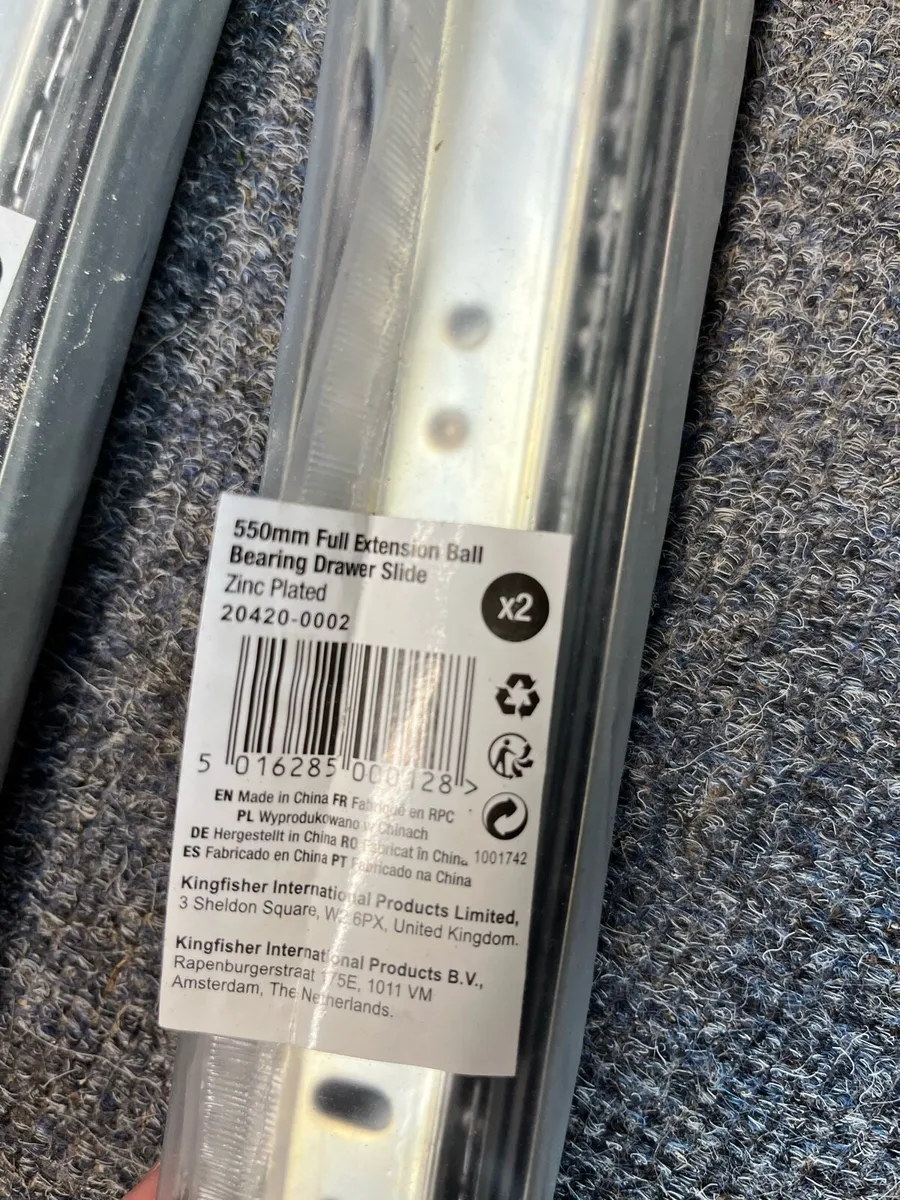 550mm Full Extension Ball
Bearing Drawer Slide
Zinc Plated
20420-0002
x2
5 016285 000128 >
EN Made in China FR Fabriqué en RPC
PL Wyprodukowano w Chinach
DE Hergestellt in China RO Fabricat în China 1001742
ES Fabricado en China PT Fabricado na China
Kingfisher International Products Limited,
3 Sheldon Square, W2 6PX, United Kingdom.
Kingfisher International Products B.V.,
Rapenburgerstraat 175E, 1011 VM
Amsterdam, The Netherlands.